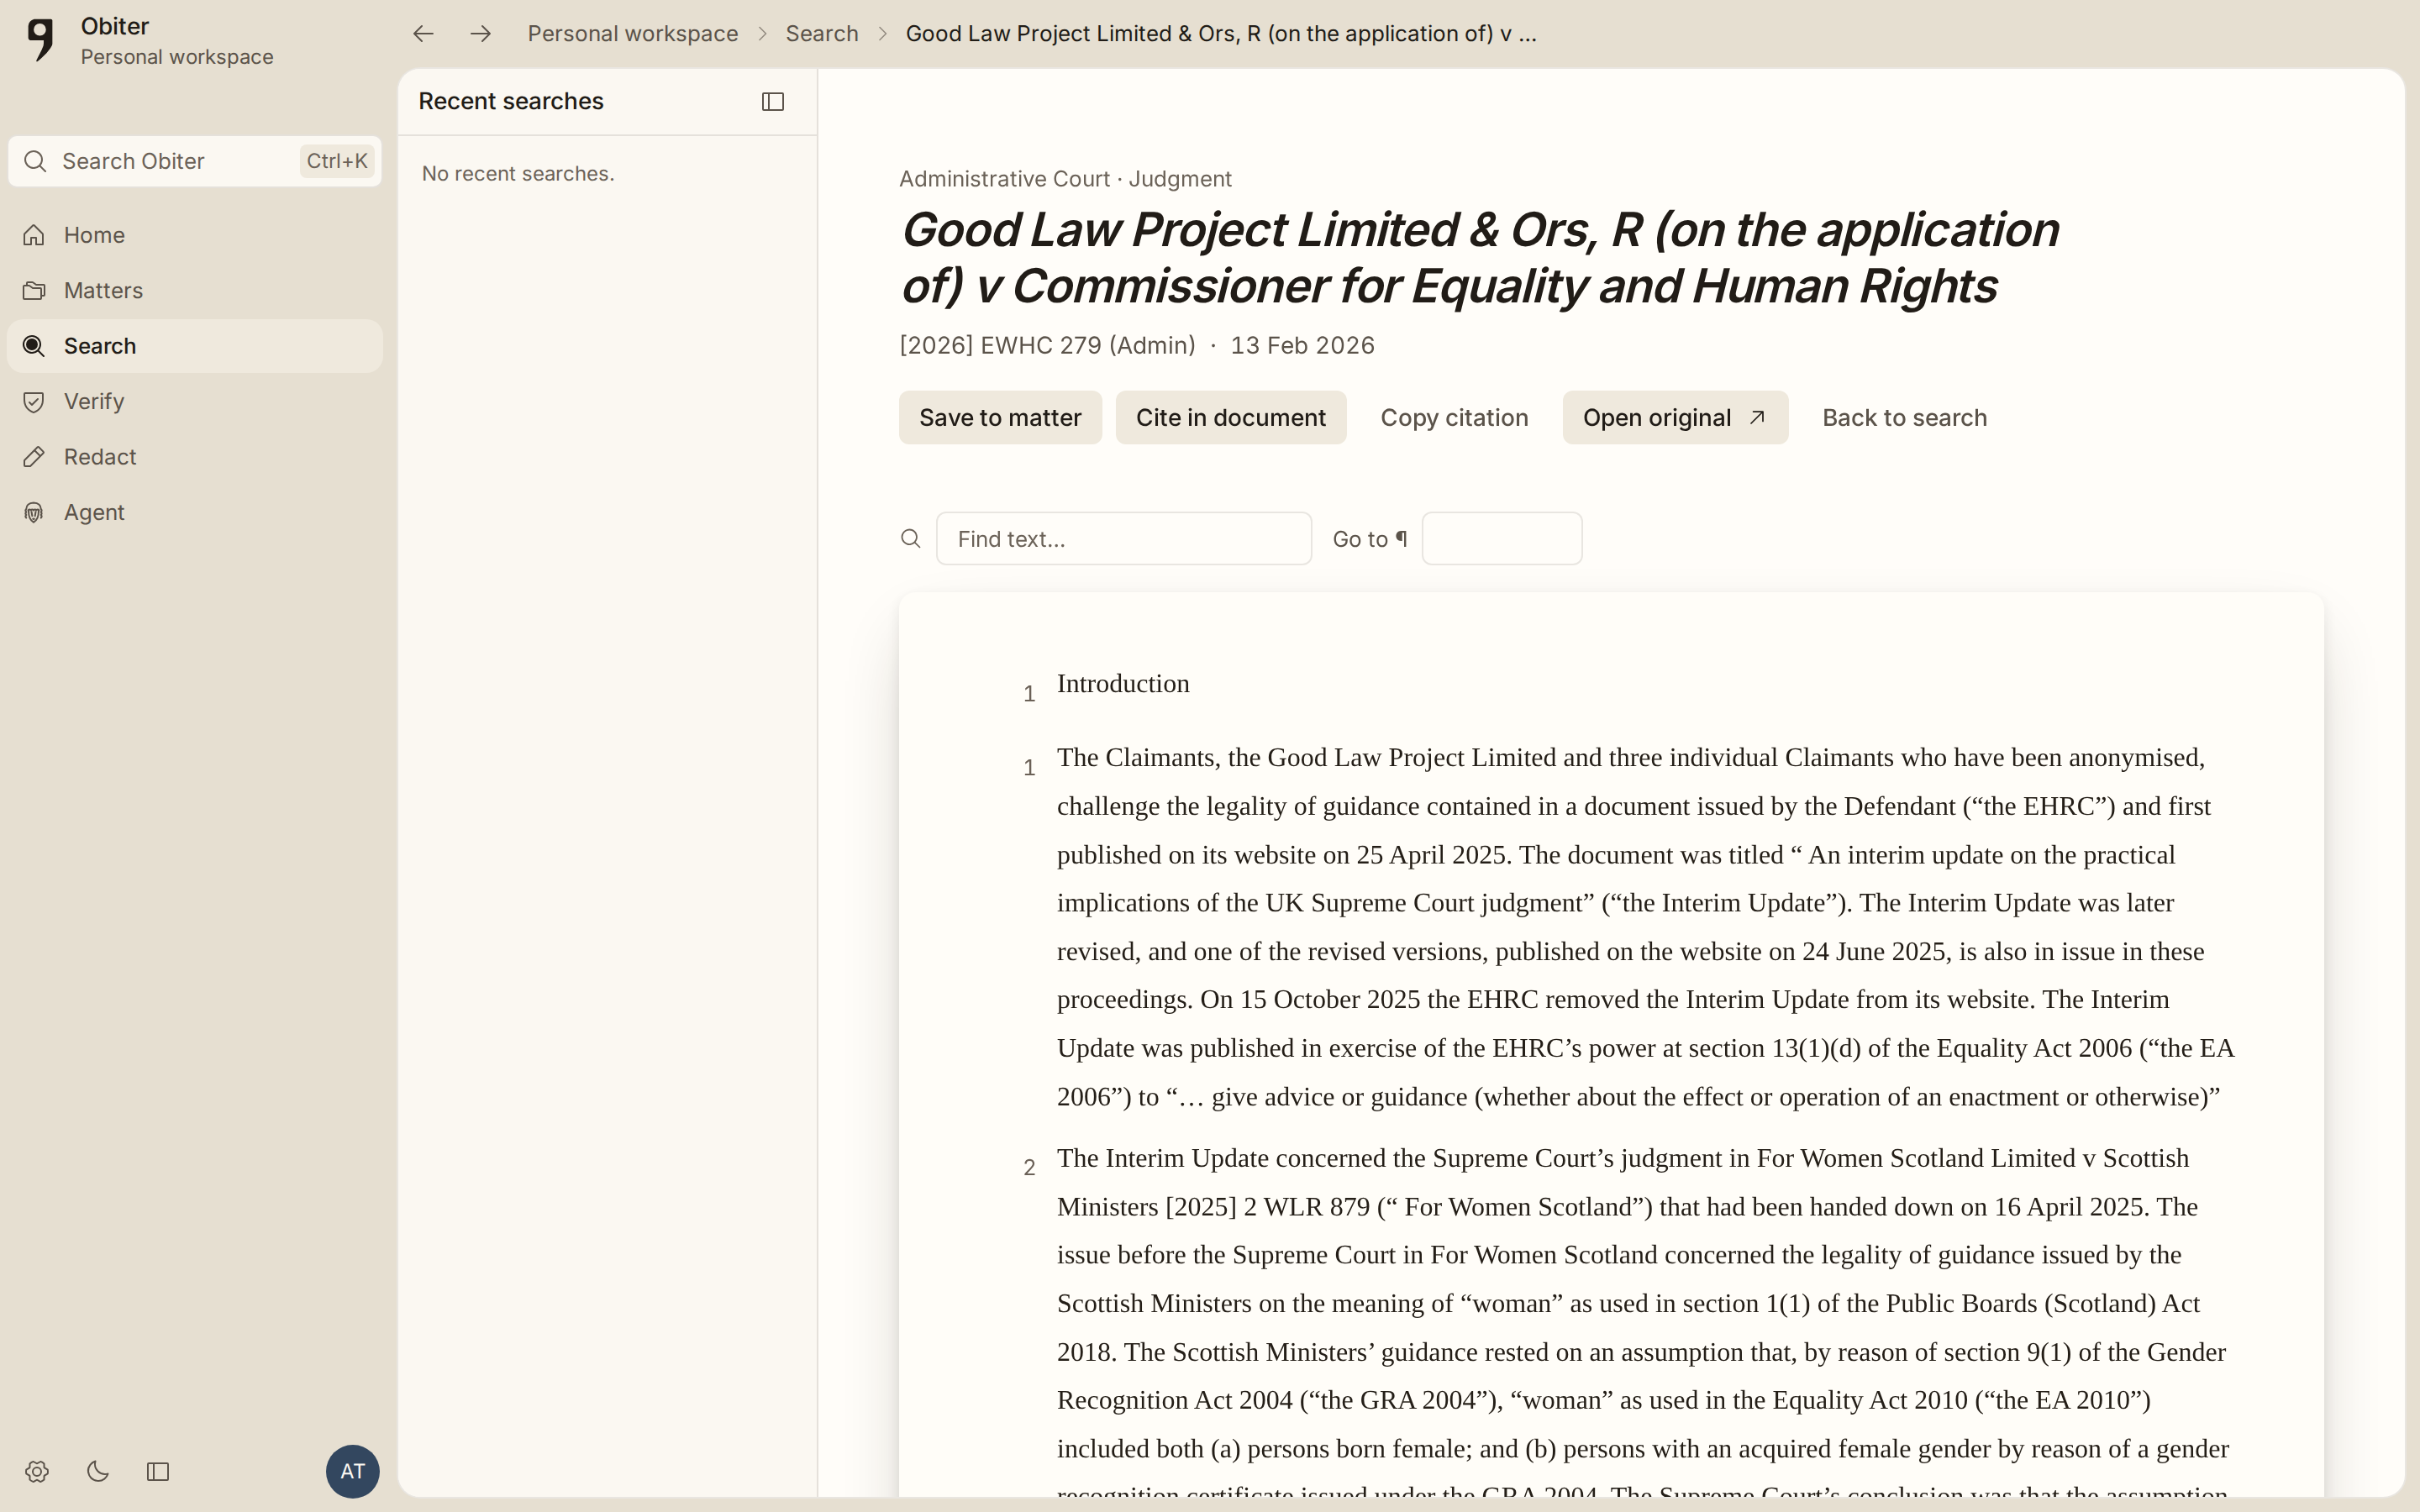 Obiter
Personal workspace
Search Obiter
Ctrl+K
Home
Matters
Search
Verify
Redact
Agent
AT
Personal workspace > Search > Good Law Project Limited & Ors, R (on the application of) v ...
Recent searches
No recent searches.
Administrative Court · Judgment
Good Law Project Limited & Ors, R (on the application
of) v Commissioner for Equality and Human Rights
[2026] EWHC 279 (Admin) · 13 Feb 2026
Save to matter
Cite in document
Copy citation
Open original
Back to search
Find text...
Go to ¶
1 Introduction
1 The Claimants, the Good Law Project Limited and three individual Claimants who have been anonymised,
challenge the legality of guidance contained in a document issued by the Defendant (“the EHRC”) and first
published on its website on 25 April 2025. The document was titled “ An interim update on the practical
implications of the UK Supreme Court judgment” (“the Interim Update”). The Interim Update was later
revised, and one of the revised versions, published on the website on 24 June 2025, is also in issue in these
proceedings. On 15 October 2025 the EHRC removed the Interim Update from its website. The Interim
Update was published in exercise of the EHRC’s power at section 13(1)(d) of the Equality Act 2006 (“the EA
2006”) to “… give advice or guidance (whether about the effect or operation of an enactment or otherwise)”
2 The Interim Update concerned the Supreme Court’s judgment in For Women Scotland Limited v Scottish
Ministers [2025] 2 WLR 879 (“ For Women Scotland”) that had been handed down on 16 April 2025. The
issue before the Supreme Court in For Women Scotland concerned the legality of guidance issued by the
Scottish Ministers on the meaning of “woman” as used in section 1(1) of the Public Boards (Scotland) Act
2018. The Scottish Ministers’ guidance rested on an assumption that, by reason of section 9(1) of the Gender
Recognition Act 2004 (“the GRA 2004”), “woman” as used in the Equality Act 2010 (“the EA 2010”)
included both (a) persons born female; and (b) persons with an acquired female gender by reason of a gender
recognition certificate issued under the GRA 2004. The Supreme Court’s conclusion was that the assumption